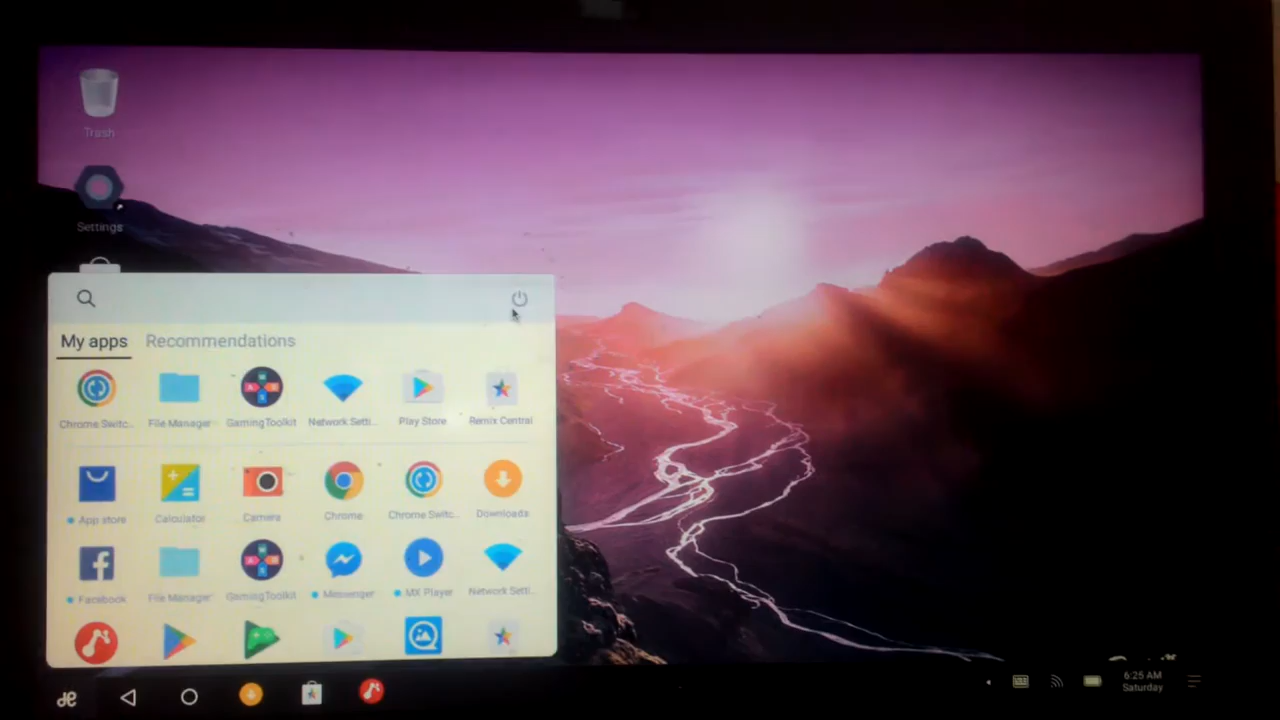 Trash
Settings
My apps Recommendations
Chrome Switc.. File Manager GamingToolkit Network Setti.. Play Store Remix Central
App store Calculator Camera Chrome Chrome Switc.. Downloads
Facebook File Manager GamingToolkit Messenger MX Player Network Setti..
6:25 AM
Saturday